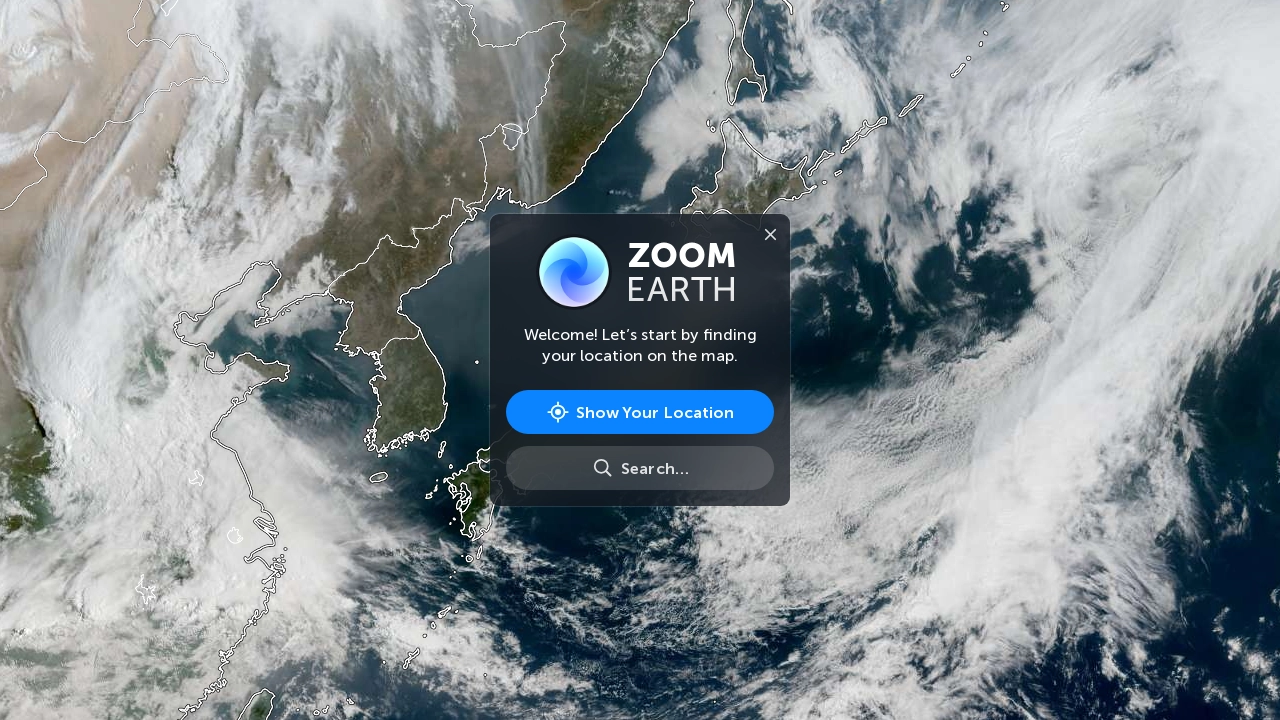 ZOOM
EARTH
Welcome! Let’s start by finding
your location on the map.
Show Your Location
Search…